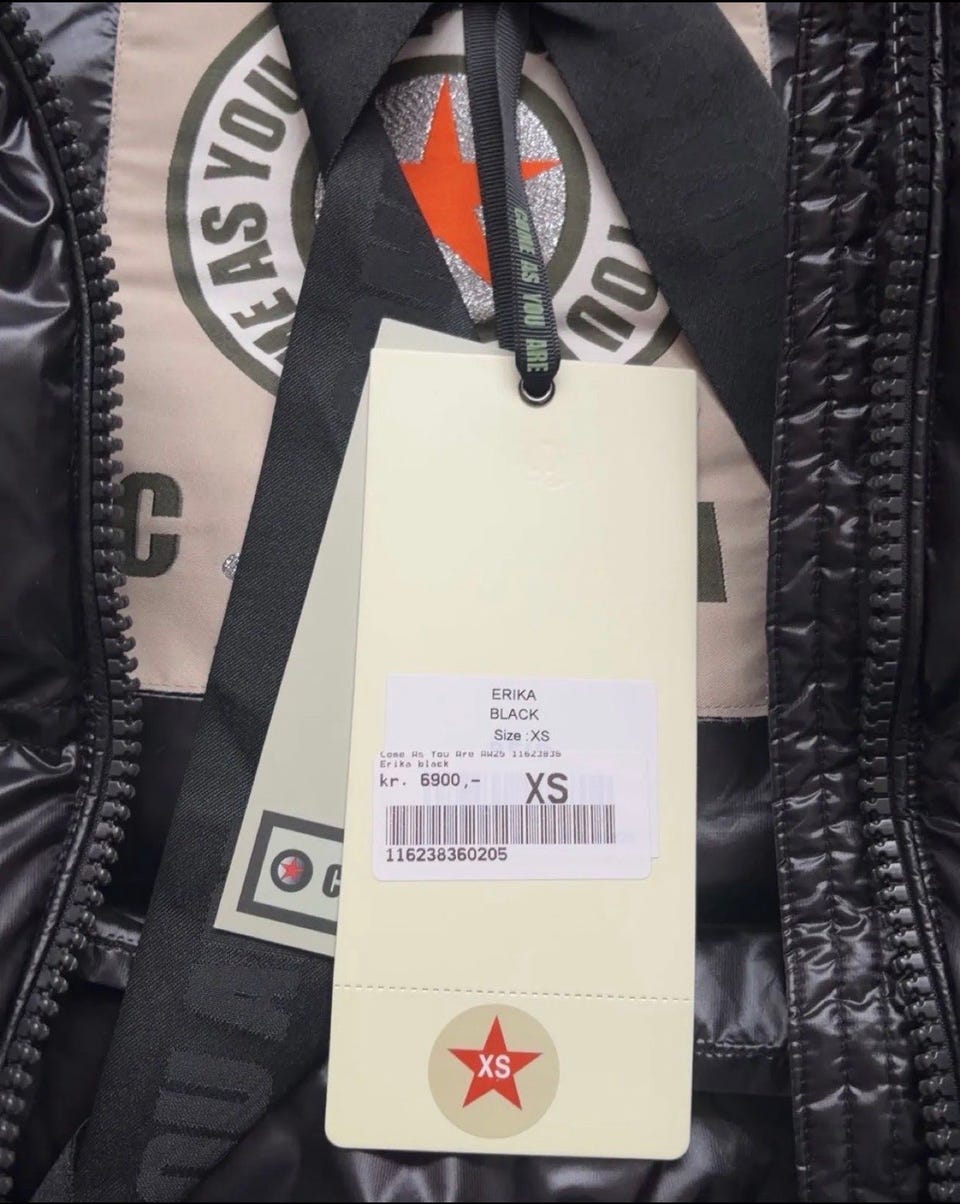 ME AS YOU
YOU
COME AS YOU ARE
C
ERIKA
BLACK
Size : XS
Come As You Are AW25 11623836
Erika black
kr. 6900,-
XS
116238360205
C
XS